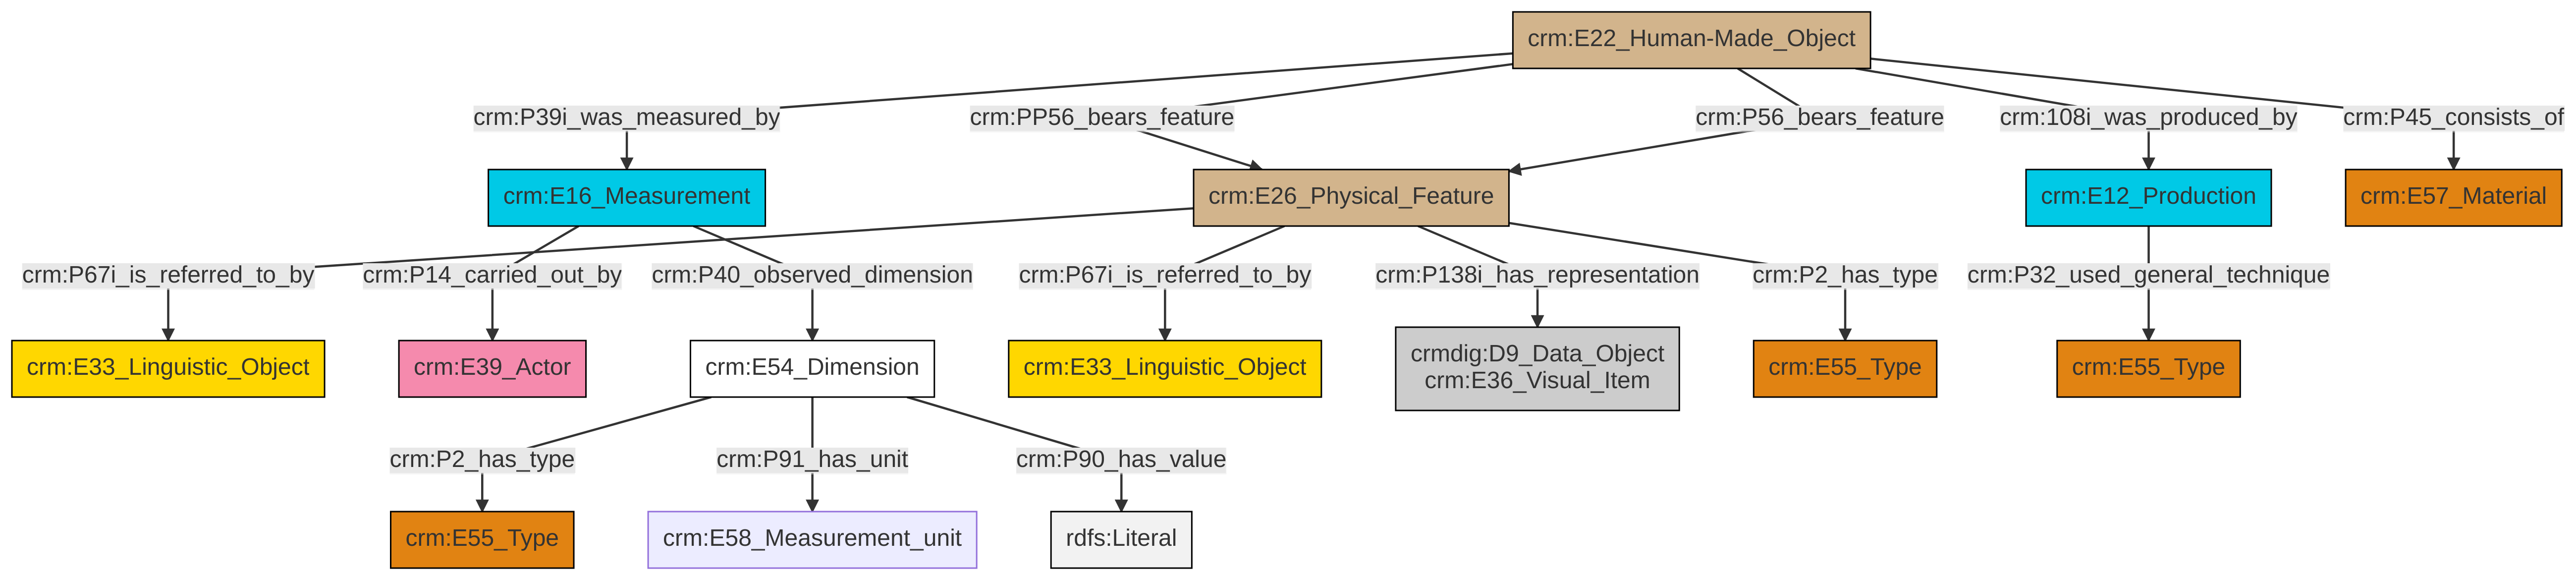 crm:E22_Human-Made_Object
crm:P39i_was_measured_by
crm:PP56_bears_feature
crm:P56_bears_feature
crm:108i_was_produced_by
crm:P45_consists_of
crm:E16_Measurement
crm:E26_Physical_Feature
crm:E12_Production
crm:E57_Material
crm:P67i_is_referred_to_by
crm:P14_carried_out_by
crm:P40_observed_dimension
crm:P67i_is_referred_to_by
crm:P138i_has_representation
crm:P2_has_type
crm:P32_used_general_technique
crm:E33_Linguistic_Object
crm:E39_Actor
crm:E54_Dimension
crm:E33_Linguistic_Object
crmdig:D9_Data_Object
crm:E36_Visual_Item
crm:E55_Type
crm:E55_Type
crm:P2_has_type
crm:P91_has_unit
crm:P90_has_value
crm:E55_Type
crm:E58_Measurement_unit
rdfs:Literal